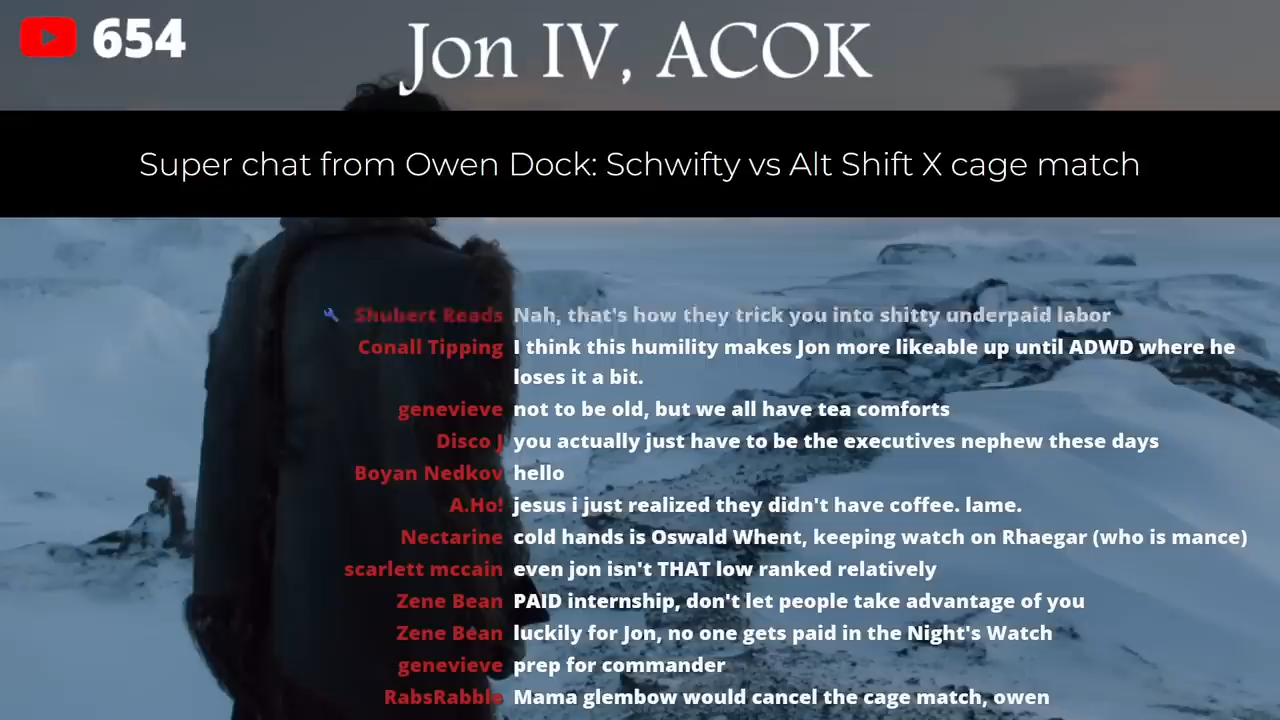 654
Jon IV, ACOK
Super chat from Owen Dock: Schwifty vs Alt Shift X cage match
Shubert Reads Nah, that's how they trick you into shitty underpaid labor
Conall Tipping I think this humility makes Jon more likeable up until ADWD where he
loses it a bit.
genevieve not to be old, but we all have tea comforts
Disco J you actually just have to be the executives nephew these days
Boyan Nedkov hello
A.Ho! jesus i just realized they didn't have coffee. lame.
Nectarine cold hands is Oswald Whent, keeping watch on Rhaegar (who is mance)
scarlett mccain even jon isn't THAT low ranked relatively
Zene Bean PAID internship, don't let people take advantage of you
Zene Bean luckily for Jon, no one gets paid in the Night's Watch
genevieve prep for commander
RabsRabble Mama glembow would cancel the cage match, owen